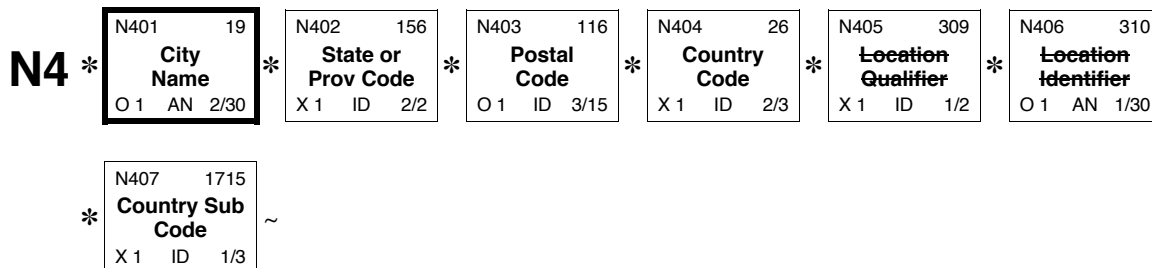 N401 19 N402 156 N403 116 N404 26 N405 309 N406 310
N4 * City Name * State or Prov Code * Postal Code * Country Code * Location Qualifier * Location Identifier
O 1 AN 2/30 X 1 ID 2/2 O 1 ID 3/15 X 1 ID 2/3 X 1 ID 1/2 O 1 AN 1/30
N407 1715
* Country Sub Code ~
X 1 ID 1/3